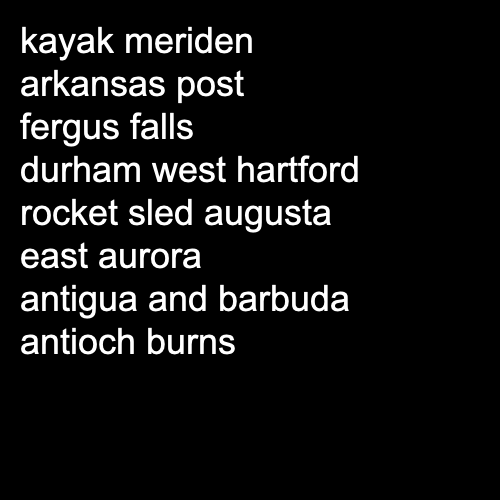 kayak meriden
arkansas post
fergus falls
durham west hartford
rocket sled augusta
east aurora
antigua and barbuda
antioch burns